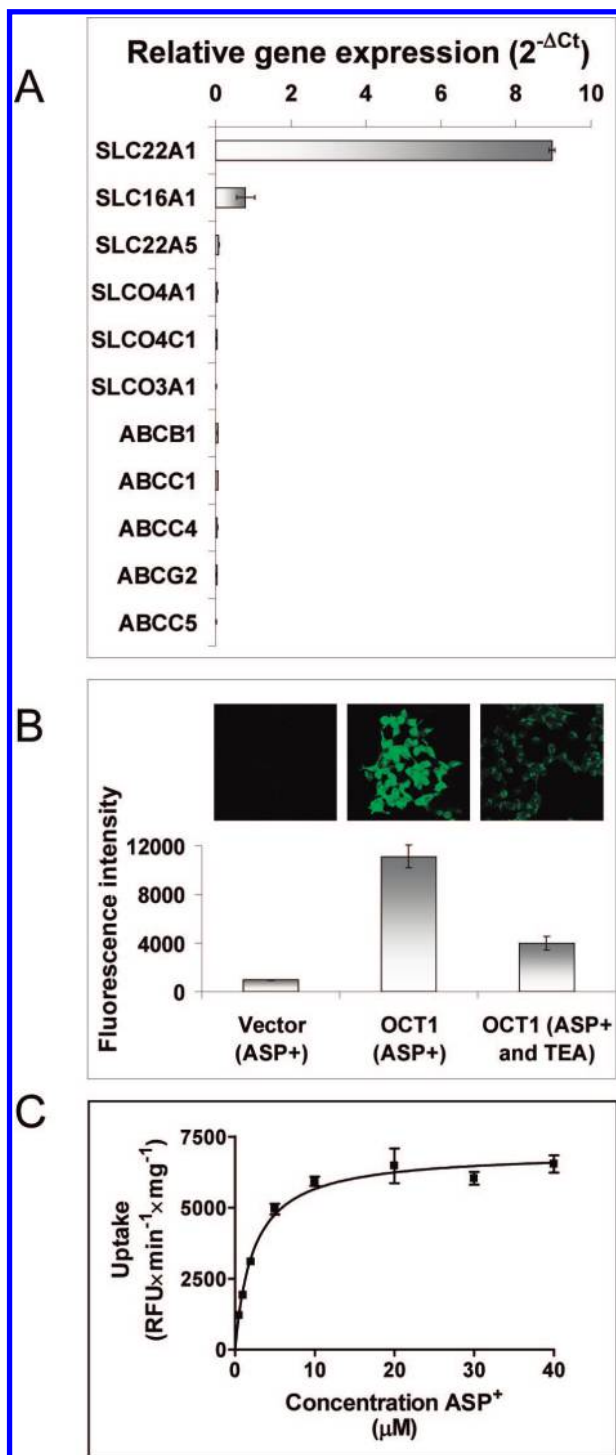 A
Relative gene expression (2^-ΔCt)
0 2 4 6 8 10
SLC22A1
SLC16A1
SLC22A5
SLCO4A1
SLCO4C1
SLCO3A1
ABCB1
ABCC1
ABCC4
ABCG2
ABCC5
B
Fluorescence intensity
12000
8000
4000
0
Vector (ASP+)
OCT1 (ASP+)
OCT1 (ASP+ and TEA)
C
Uptake
(RFU×min⁻¹×mg⁻¹)
7500
5000
2500
0
0 10 20 30 40
Concentration ASP⁺
(μM)